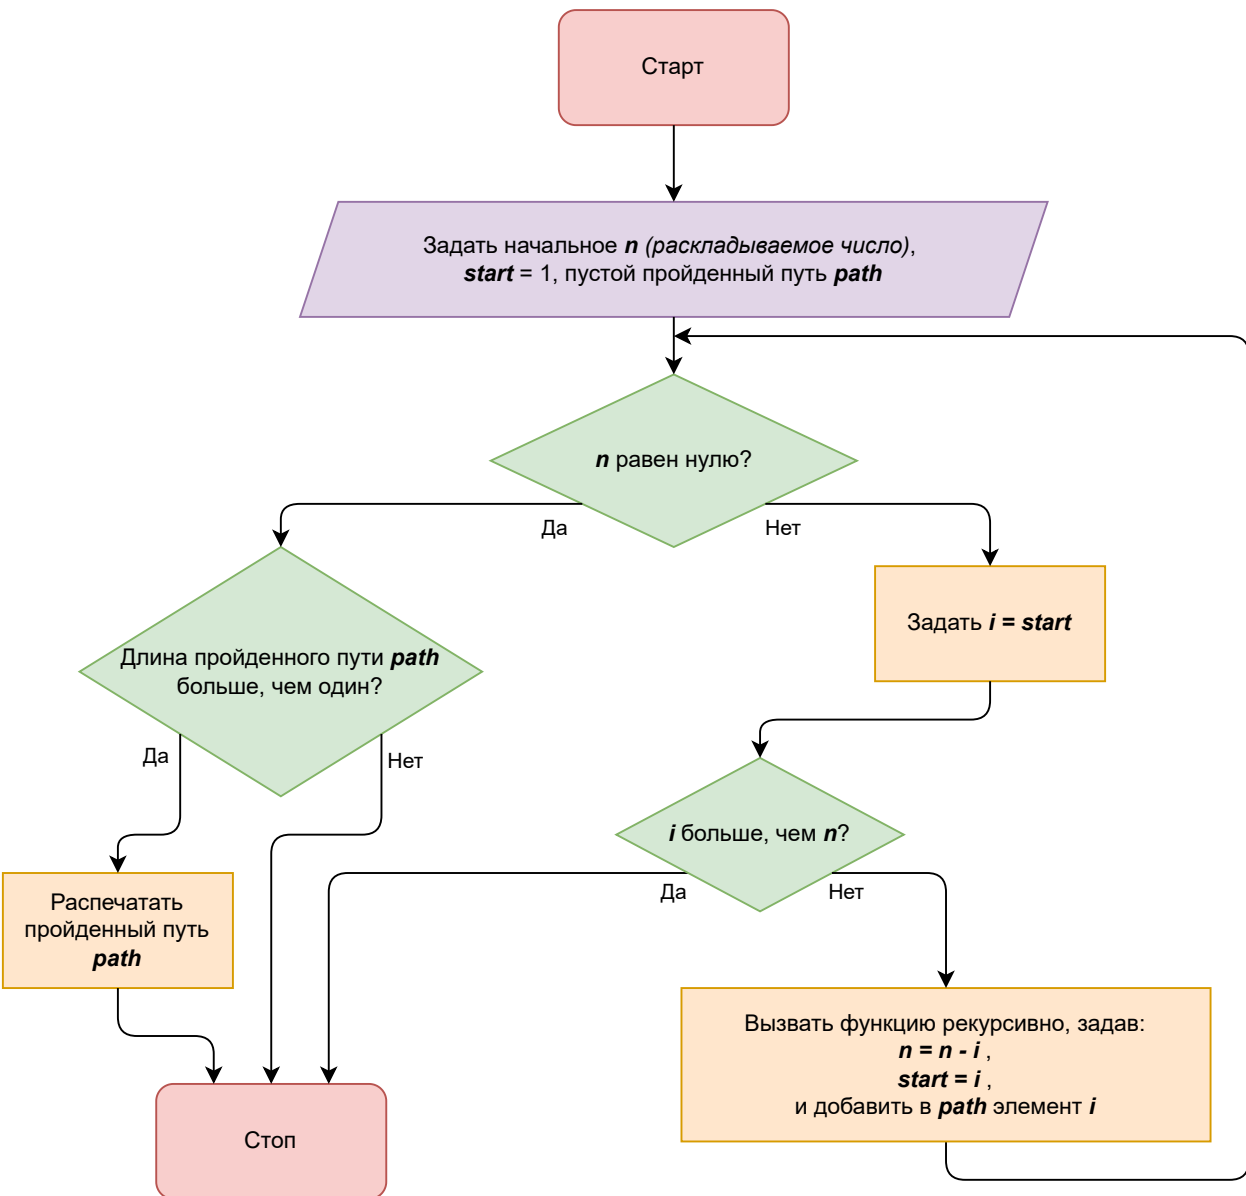 Старт
Задать начальное n (раскладываемое число),
start = 1, пустой пройденный путь path
n равен нулю?
Да
Нет
Длина пройденного пути path
больше, чем один?
Задать i = start
Да
Нет
i больше, чем n?
Да
Нет
Распечатать
пройденный путь
path
Вызвать функцию рекурсивно, задав:
n = n - i ,
start = i ,
и добавить в path элемент i
Стоп